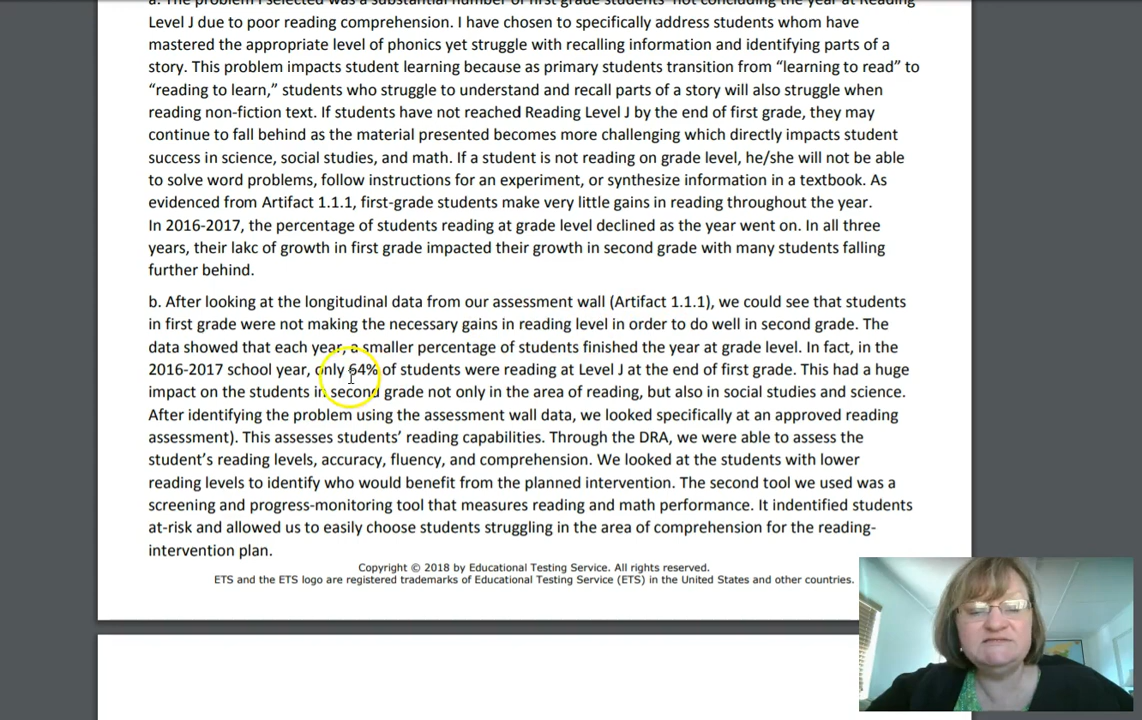 a. The problem I selected was a substantial number of first grade students' not concluding the year at Reading
Level J due to poor reading comprehension. I have chosen to specifically address students whom have
mastered the appropriate level of phonics yet struggle with recalling information and identifying parts of a
story. This problem impacts student learning because as primary students transition from “learning to read” to
“reading to learn,” students who struggle to understand and recall parts of a story will also struggle when
reading non-fiction text. If students have not reached Reading Level J by the end of first grade, they may
continue to fall behind as the material presented becomes more challenging which directly impacts student
success in science, social studies, and math. If a student is not reading on grade level, he/she will not be able
to solve word problems, follow instructions for an experiment, or synthesize information in a textbook. As
evidenced from Artifact 1.1.1, first-grade students make very little gains in reading throughout the year.
In 2016-2017, the percentage of students reading at grade level declined as the year went on. In all three
years, their lakc of growth in first grade impacted their growth in second grade with many students falling
further behind.
b. After looking at the longitudinal data from our assessment wall (Artifact 1.1.1), we could see that students
in first grade were not making the necessary gains in reading level in order to do well in second grade. The
data showed that each year, a smaller percentage of students finished the year at grade level. In fact, in the
2016-2017 school year, only 64% of students were reading at Level J at the end of first grade. This had a huge
impact on the students in second grade not only in the area of reading, but also in social studies and science.
After identifying the problem using the assessment wall data, we looked specifically at an approved reading
assessment). This assesses students’ reading capabilities. Through the DRA, we were able to assess the
student’s reading levels, accuracy, fluency, and comprehension. We looked at the students with lower
reading levels to identify who would benefit from the planned intervention. The second tool we used was a
screening and progress-monitoring tool that measures reading and math performance. It indentified students
at-risk and allowed us to easily choose students struggling in the area of comprehension for the reading-
intervention plan.
Copyright © 2018 by Educational Testing Service. All rights reserved.
ETS and the ETS logo are registered trademarks of Educational Testing Service (ETS) in the United States and other countries.